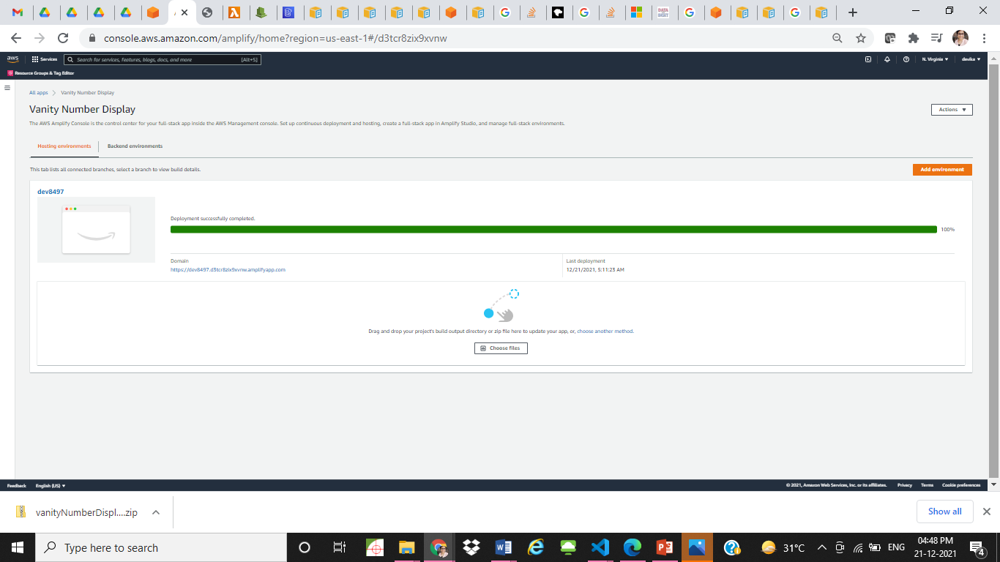 console.aws.amazon.com/amplify/home?region=us-east-1#/d3tcr8zix9xvnw
aws
Services
Search for services, features, blogs, docs, and more
[Alt+S]
N. Virginia
devika
Resource Groups & Tag Editor
All apps
Vanity Number Display
Vanity Number Display
Actions
The AWS Amplify Console is the control center for your full-stack app inside the AWS Management console. Set up continuous deployment and hosting, create a full-stack app in Amplify Studio, and manage full-stack environments.
Hosting environments
Backend environments
This tab lists all connected branches, select a branch to view build details.
Add environment
dev8497
Deployment successfully completed.
100%
Domain
https://dev8497.d3tcr8zix9xvnw.amplifyapp.com
Last deployment
12/21/2021, 5:11:23 AM
Drag and drop your project's build output directory or zip file here to update your app, or, choose another method.
Choose files
Feedback
English (US)
© 2021, Amazon Web Services, Inc. or its affiliates.
Privacy
Terms
Cookie preferences
vanityNumberDispl....zip
Show all
Type here to search
31°C
ENG
04:48 PM
21-12-2021
4